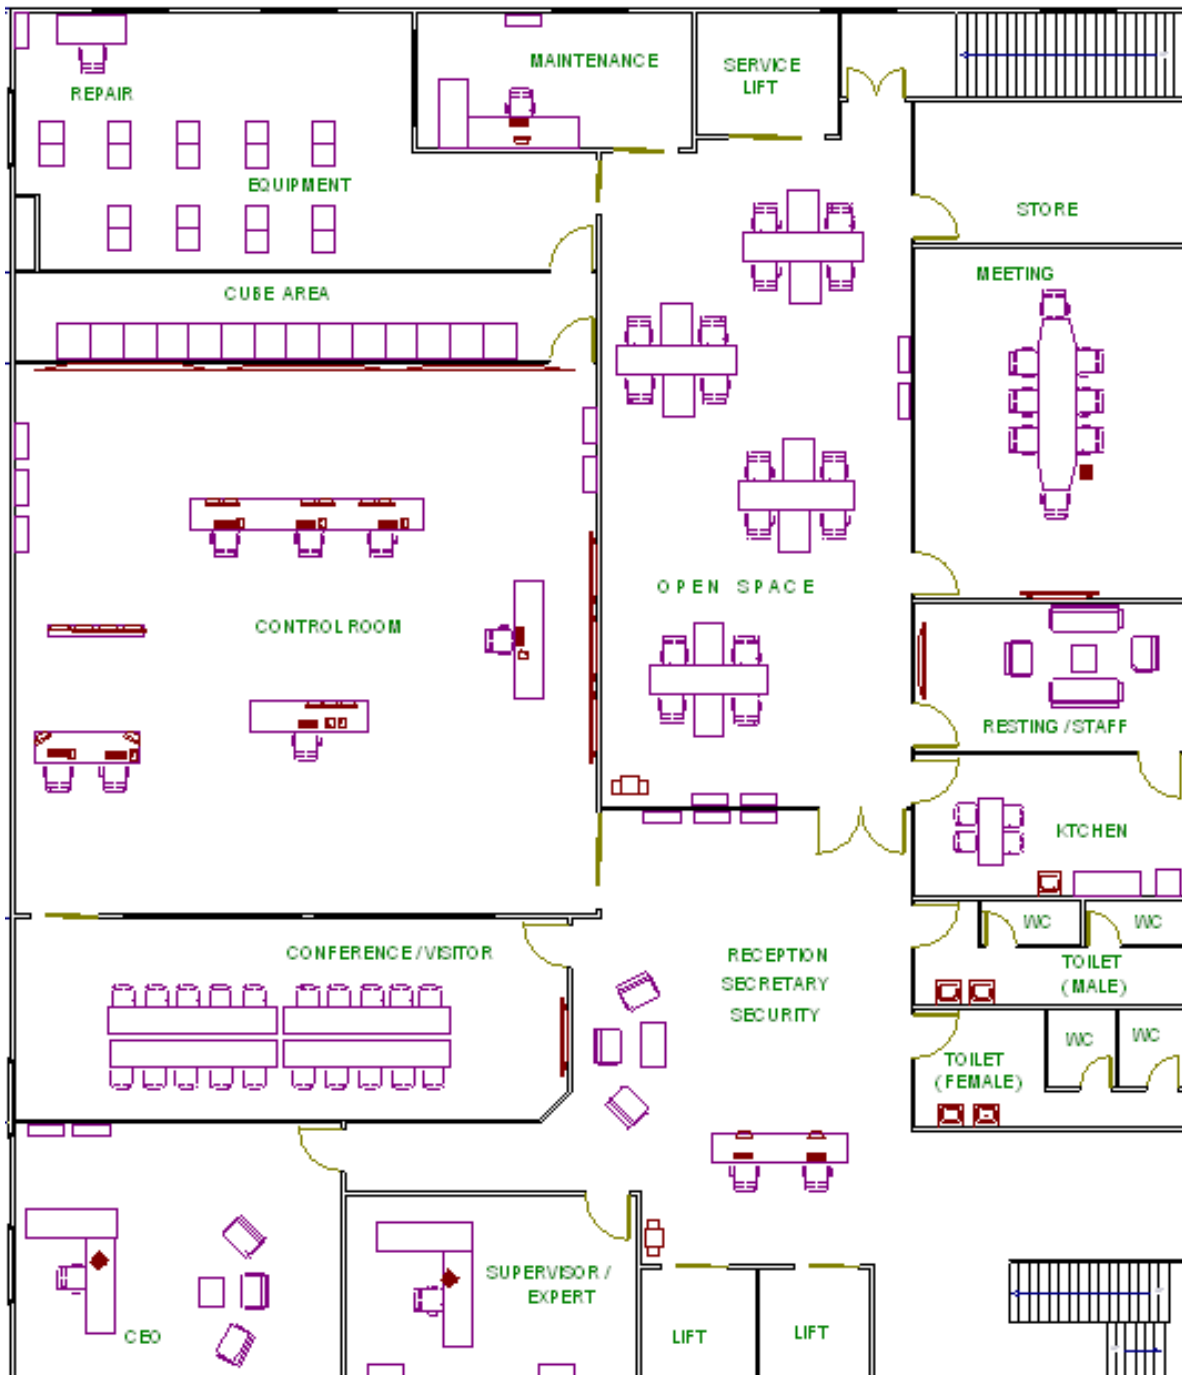 MAINTENANCE
SERVICE
LIFT
REPAIR
EQUIPMENT
STORE
MEETING
CUBE AREA
OPEN SPACE
CONTROL ROOM
RESTING / STAFF
KTCHEN
WC
WC
CONFERENCE / VISITOR
RECEPTION
SECRETARY
SECURITY
TOILET
(MALE)
WC
WC
TOILET
(FEMALE)
SUPERVISOR /
EXPERT
CEO
LIFT
LIFT